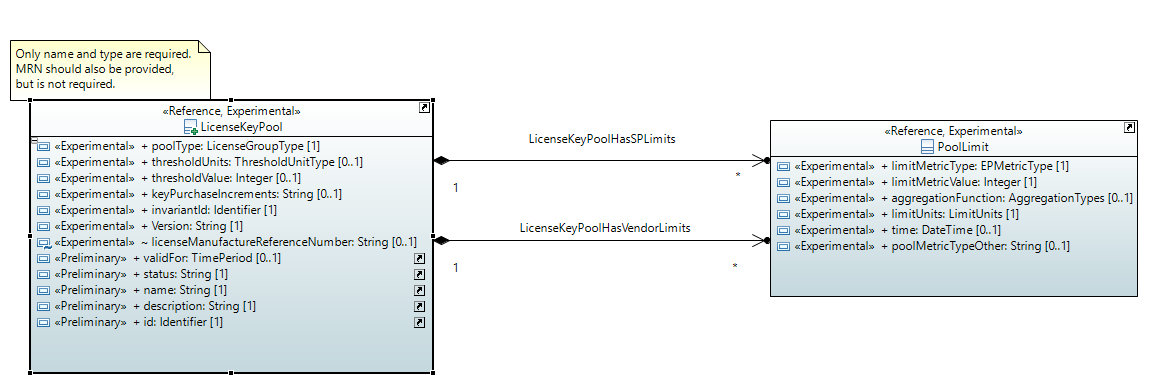 Only name and type are required.
MRN should also be provided,
but is not required.
«Reference, Experimental»
LicenseKeyPool
«Experimental» + poolType: LicenseGroupType [1]
«Experimental» + thresholdUnits: ThresholdUnitType [0..1]
«Experimental» + thresholdValue: Integer [0..1]
«Experimental» + keyPurchaseIncrements: String [0..1]
«Experimental» + invariantId: Identifier [1]
«Experimental» + Version: String [1]
«Experimental» ~ licenseManufactureReferenceNumber: String [0..1]
«Preliminary» + validFor: TimePeriod [0..1]
«Preliminary» + status: String [1]
«Preliminary» + name: String [1]
«Preliminary» + description: String [1]
«Preliminary» + id: Identifier [1]
LicenseKeyPoolHasSPLimits
1
*
LicenseKeyPoolHasVendorLimits
1
*
«Reference, Experimental»
PoolLimit
«Experimental» + limitMetricType: EPMetricType [1]
«Experimental» + limitMetricValue: Integer [1]
«Experimental» + aggregationFunction: AggregationTypes [0..1]
«Experimental» + limitUnits: LimitUnits [1]
«Experimental» + time: DateTime [0..1]
«Experimental» + poolMetricTypeOther: String [0..1]